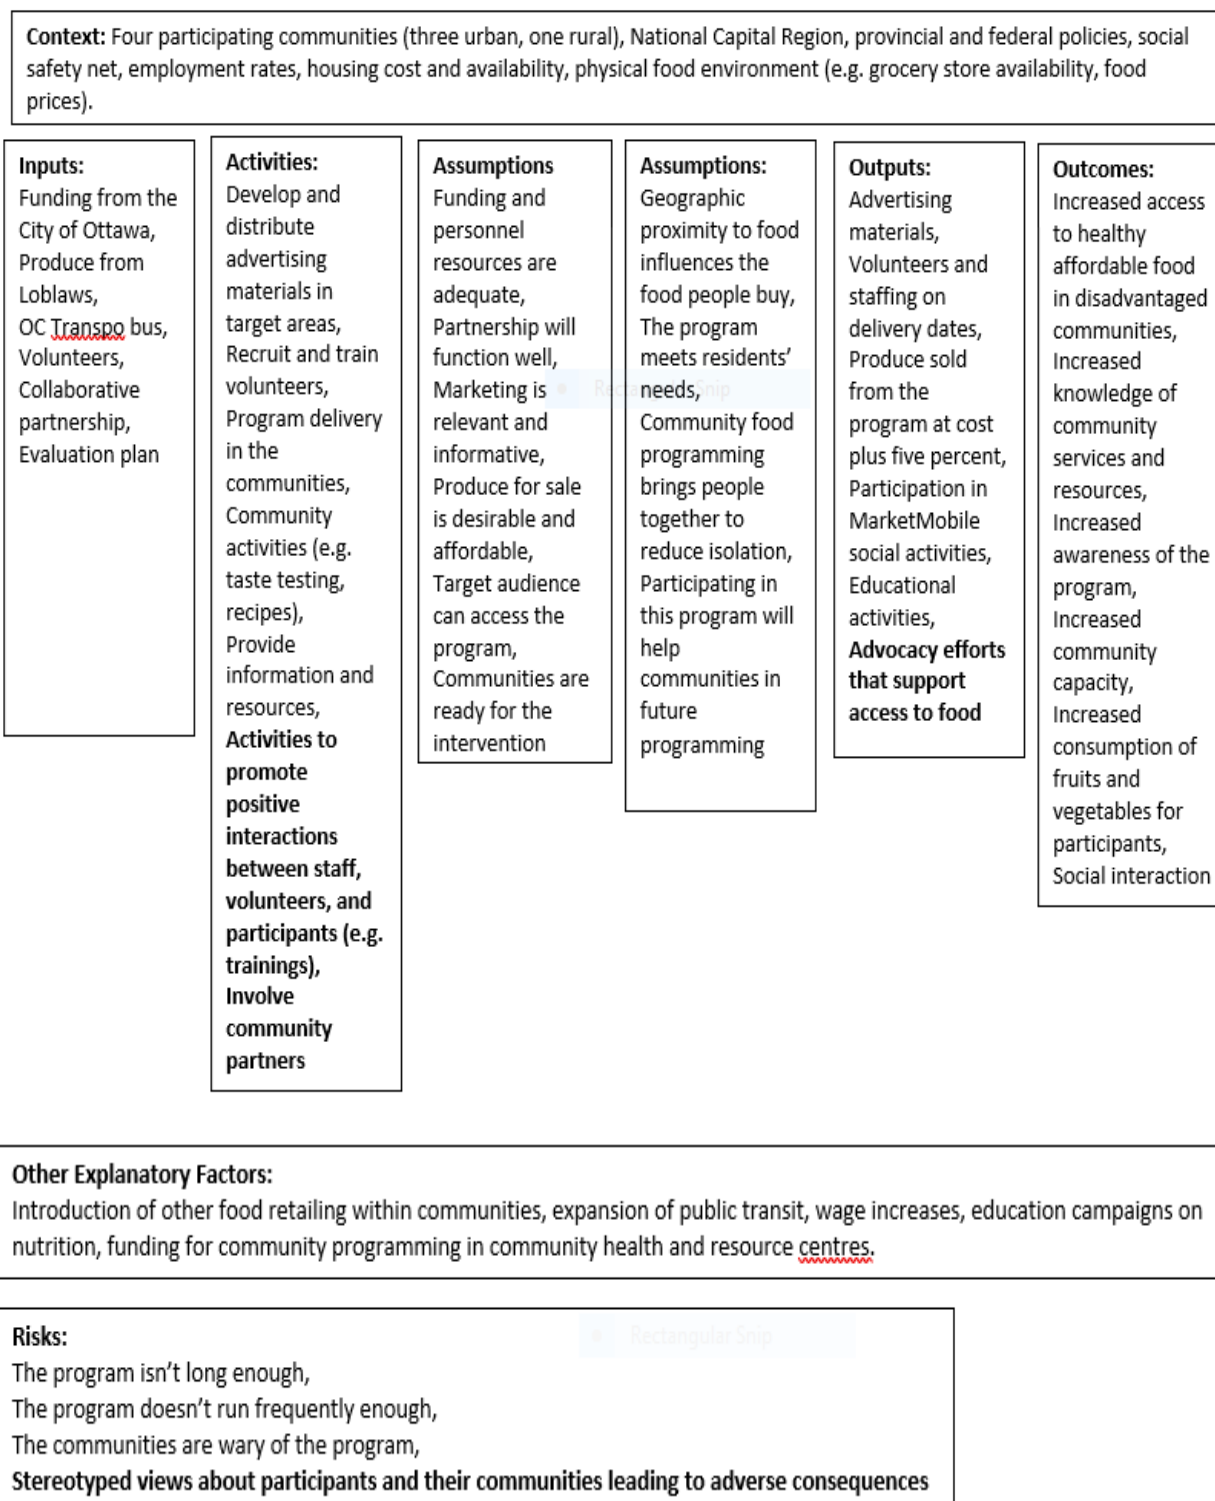 Context: Four participating communities (three urban, one rural), National Capital Region, provincial and federal policies, social
safety net, employment rates, housing cost and availability, physical food environment (e.g. grocery store availability, food
prices).
Inputs:
Funding from the
City of Ottawa,
Produce from
Loblaws,
OC Transpo bus,
Volunteers,
Collaborative
partnership,
Evaluation plan
Activities:
Develop and
distribute
advertising
materials in
target areas,
Recruit and train
volunteers,
Program delivery
in the
communities,
Community
activities (e.g.
taste testing,
recipes),
Provide
information and
resources,
Activities to
promote
positive
interactions
between staff,
volunteers, and
participants (e.g.
trainings),
Involve
community
partners
Assumptions
Funding and
personnel
resources are
adequate,
Partnership will
function well,
Marketing is
relevant and
informative,
Produce for sale
is desirable and
affordable,
Target audience
can access the
program,
Communities are
ready for the
intervention
Assumptions:
Geographic
proximity to food
influences the
food people buy,
The program
meets residents’
needs,
Community food
programming
brings people
together to
reduce isolation,
Participating in
this program will
help
communities in
future
programming
Rectangular Snip
Outputs:
Advertising
materials,
Volunteers and
staffing on
delivery dates,
Produce sold
from the
program at cost
plus five percent,
Participation in
MarketMobile
social activities,
Educational
activities,
Advocacy efforts
that support
access to food
Outcomes:
Increased access
to healthy
affordable food
in disadvantaged
communities,
Increased
knowledge of
community
services and
resources,
Increased
awareness of the
program,
Increased
community
capacity,
Increased
consumption of
fruits and
vegetables for
participants,
Social interaction
Other Explanatory Factors:
Introduction of other food retailing within communities, expansion of public transit, wage increases, education campaigns on
nutrition, funding for community programming in community health and resource centres.
Risks:
Rectangular Snip
The program isn’t long enough,
The program doesn’t run frequently enough,
The communities are wary of the program,
Stereotyped views about participants and their communities leading to adverse consequences